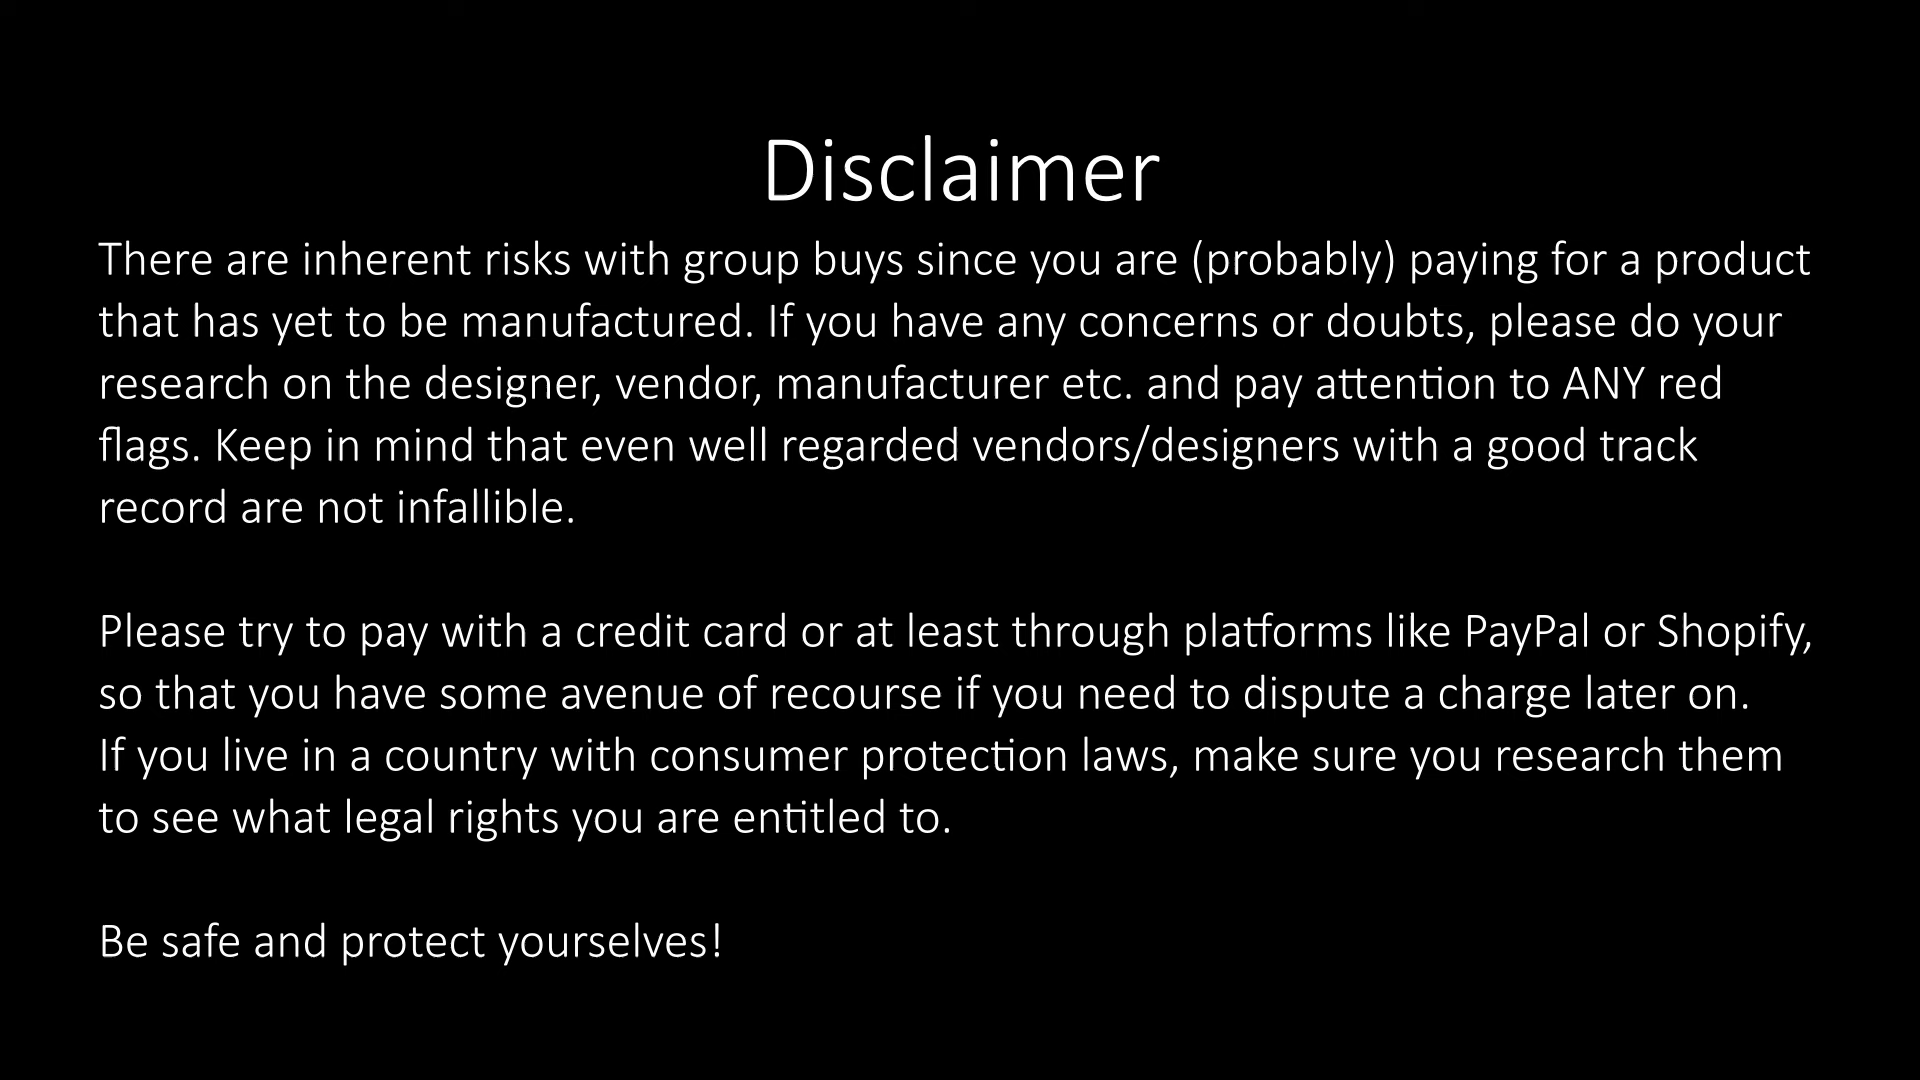 Disclaimer
There are inherent risks with group buys since you are (probably) paying for a product
that has yet to be manufactured. If you have any concerns or doubts, please do your
research on the designer, vendor, manufacturer etc. and pay attention to ANY red
flags. Keep in mind that even well regarded vendors/designers with a good track
record are not infallible.
Please try to pay with a credit card or at least through platforms like PayPal or Shopify,
so that you have some avenue of recourse if you need to dispute a charge later on.
If you live in a country with consumer protection laws, make sure you research them
to see what legal rights you are entitled to.
Be safe and protect yourselves!